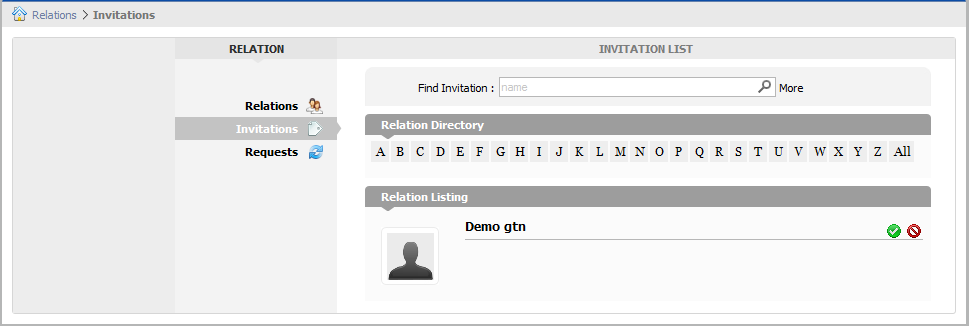 Relations > Invitations
RELATION
Relations
Invitations
Requests
INVITATION LIST
Find Invitation : name More
Relation Directory
A B C D E F G H I J K L M N O P Q R S T U V W X Y Z All
Relation Listing
Demo gtn